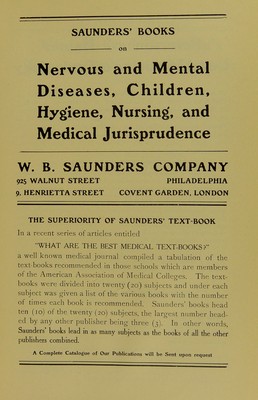 SAUNDERS' BOOKS
on
Nervous and Mental
Diseases, Children,
Hygiene, Nursing, and
Medical Jurisprudence
W. B. SAUNDERS COMPANY
925 WALNUT STREET PHILADELPHIA
9, HENRIETTA STREET COVENT GARDEN, LONDON
THE SUPERIORITY OF SAUNDERS' TEXT-BOOK
In a recent series of articles entitled
"WHAT ARE THE BEST MEDICAL TEXT-BOOKS?"
a well known medical journal compiled a tabulation of the
text-books recommended in those schools which are members
of the American Association of Medical Colleges. The text-
books were divided into twenty (20) subjects and under each
subject was given a list of the various books with the number
of times each book is recommended. Saunders' books head
ten (10) of the twenty (20) subjects, the largest number head-
ed by any other publisher being three (3). In other words,
Saunders' books lead in as many subjects as the books of all the other
publishers combined.
A Complete Catalogue of Our Publications will be Sent upon request